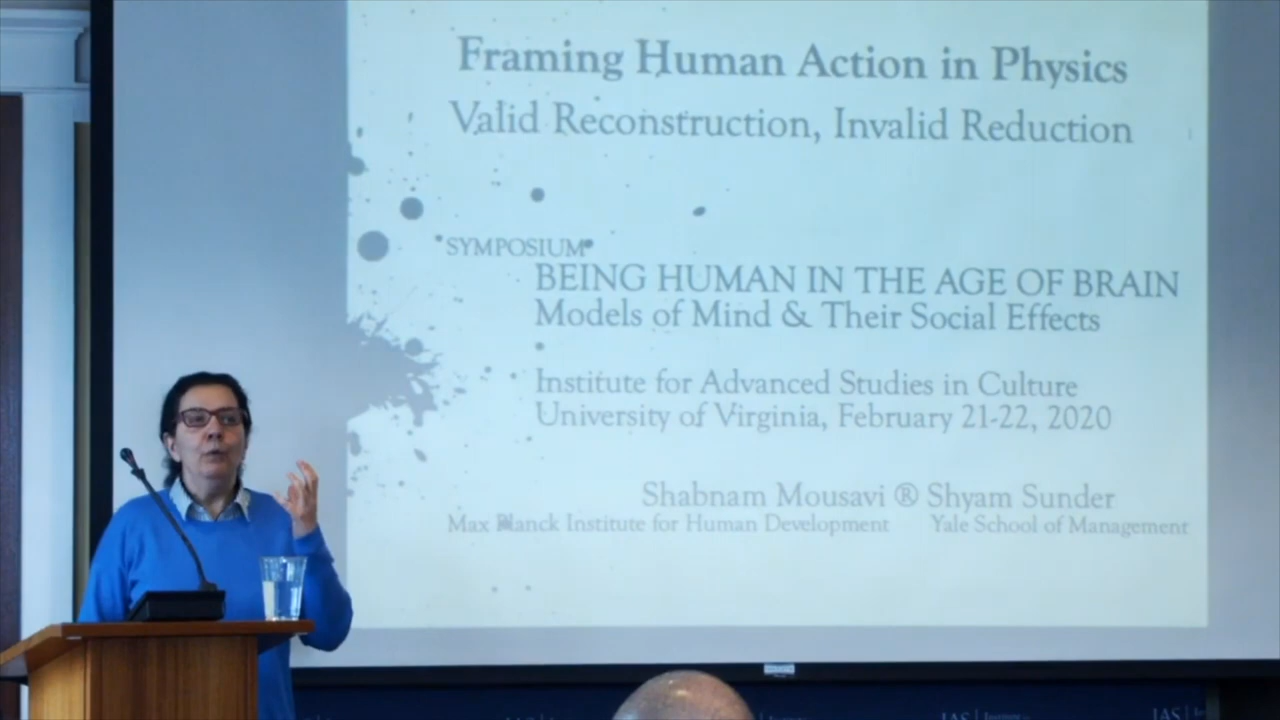 Framing Human Action in Physics
Valid Reconstruction, Invalid Reduction
SYMPOSIUM
BEING HUMAN IN THE AGE OF BRAIN
Models of Mind & Their Social Effects
Institute for Advanced Studies in Culture
University of Virginia, February 21-22, 2020
Shabnam Mousavi ® Shyam Sunder
Max Planck Institute for Human Development Yale School of Management
IAS